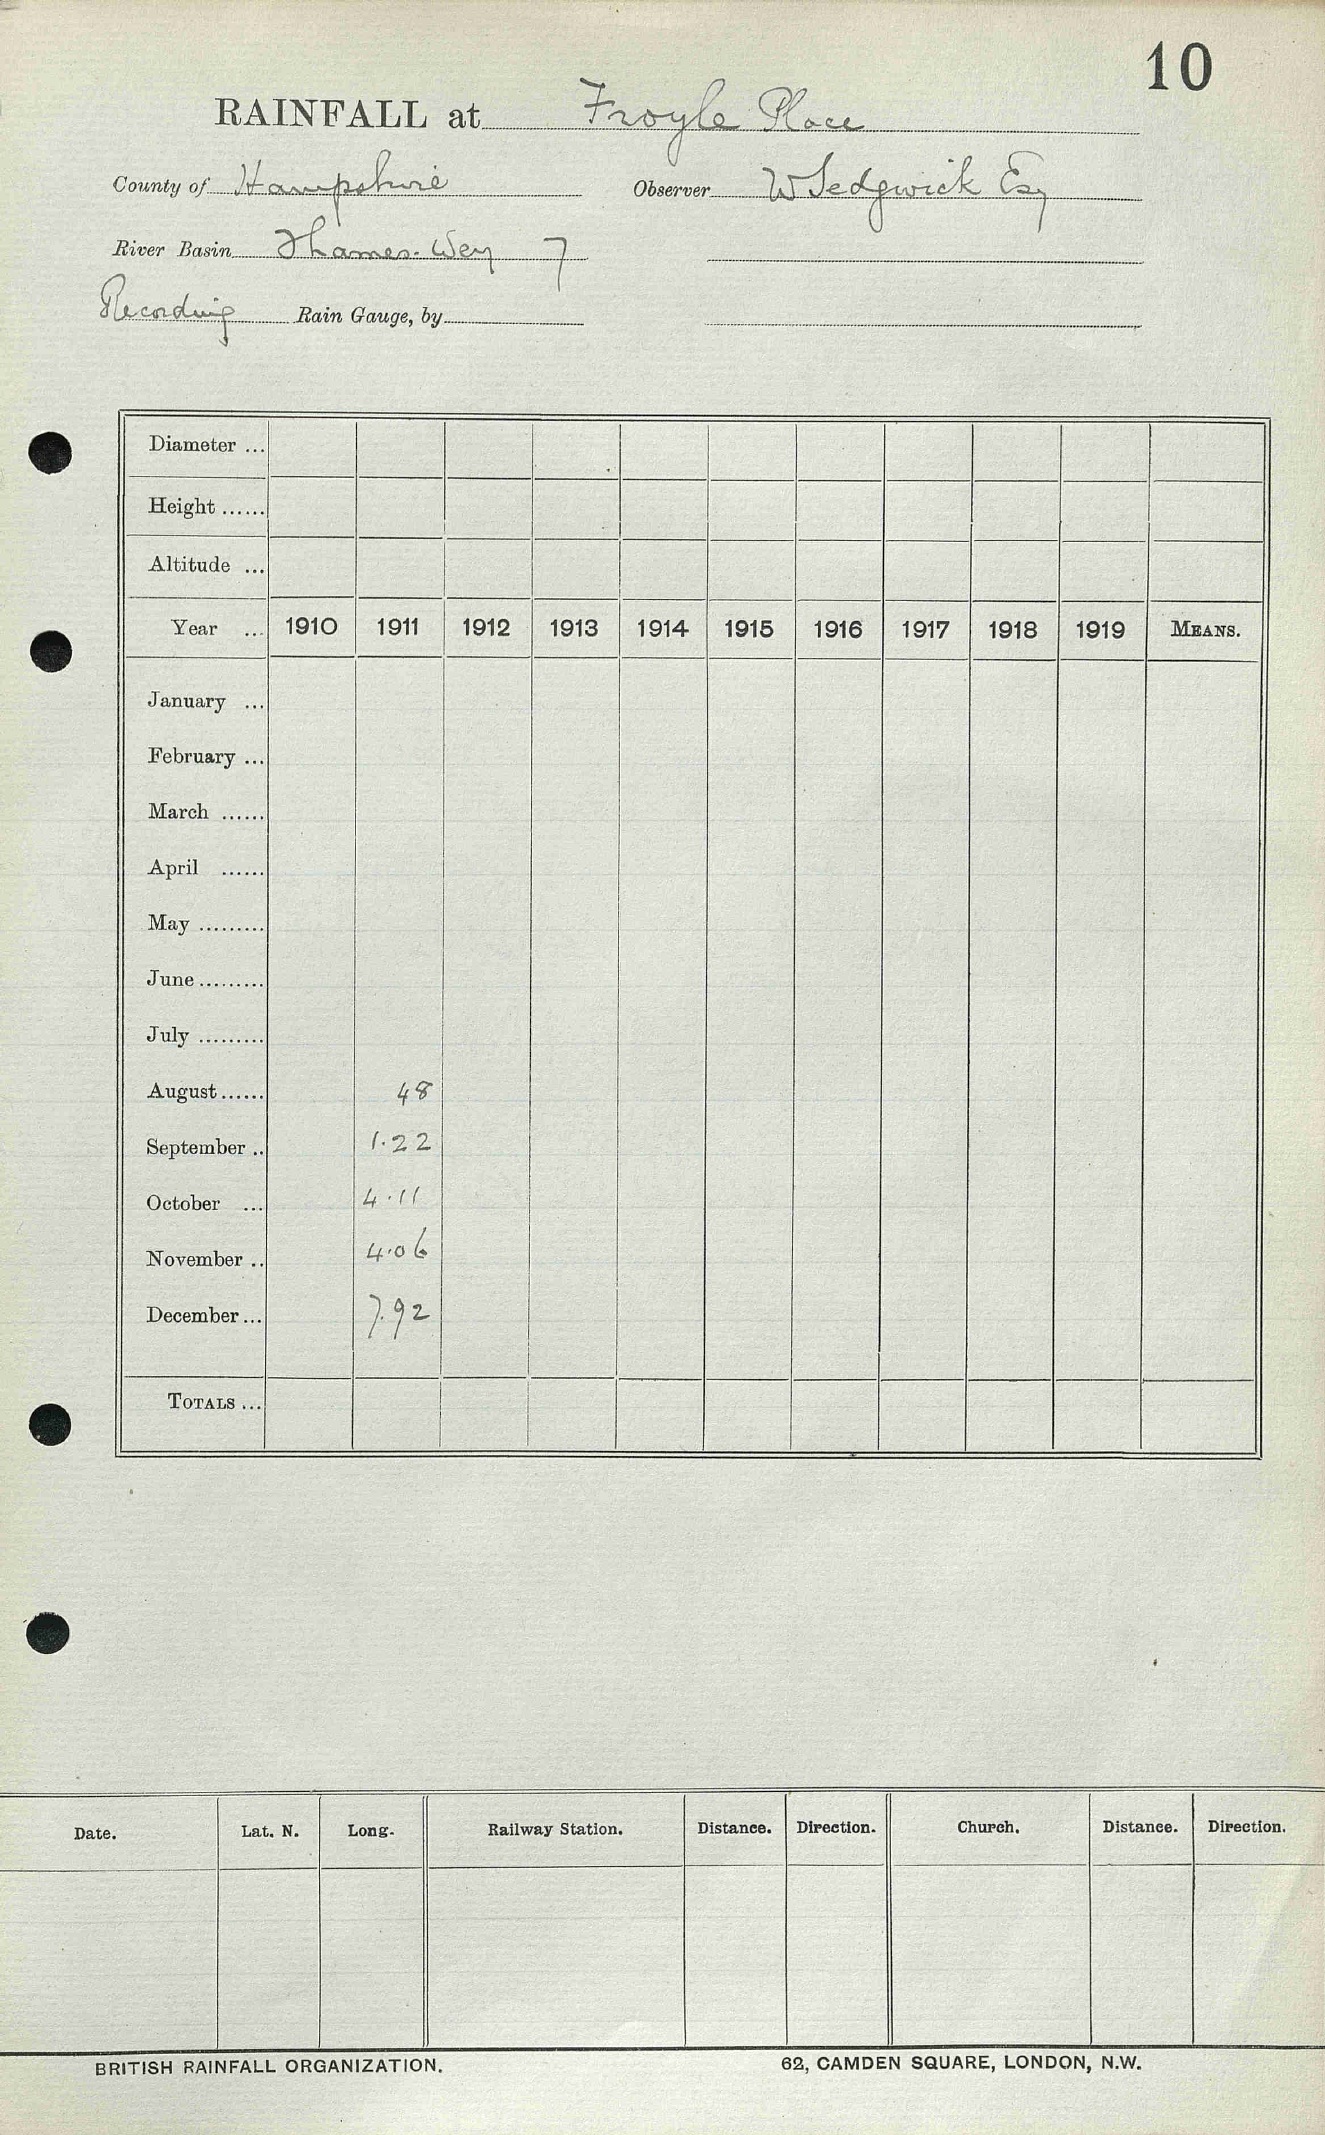 10
RAINFALL at Froyle Place
County of Hampshire Observer W Sedgwick Esq
River Basin Thames-Wey 7
Recording Rain Gauge, by
Diameter ...
Height ......
Altitude ...
Year ... 1910 1911 1912 1913 1914 1915 1916 1917 1918 1919 MEANS.
January ...
February ...
March ......
April ......
May .........
June .........
July .........
August ...... 48
September .. 1.22
October ... 4.11
November .. 4.06
December ... 7.92
TOTALS ...
Date. Lat. N. Long. Railway Station. Distance. Direction. Church. Distance. Direction.
BRITISH RAINFALL ORGANIZATION. 62, CAMDEN SQUARE, LONDON, N.W.